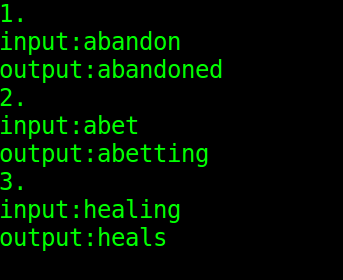 1.
input:abandon
output:abandoned
2.
input:abet
output:abetting
3.
input:healing
output:heals